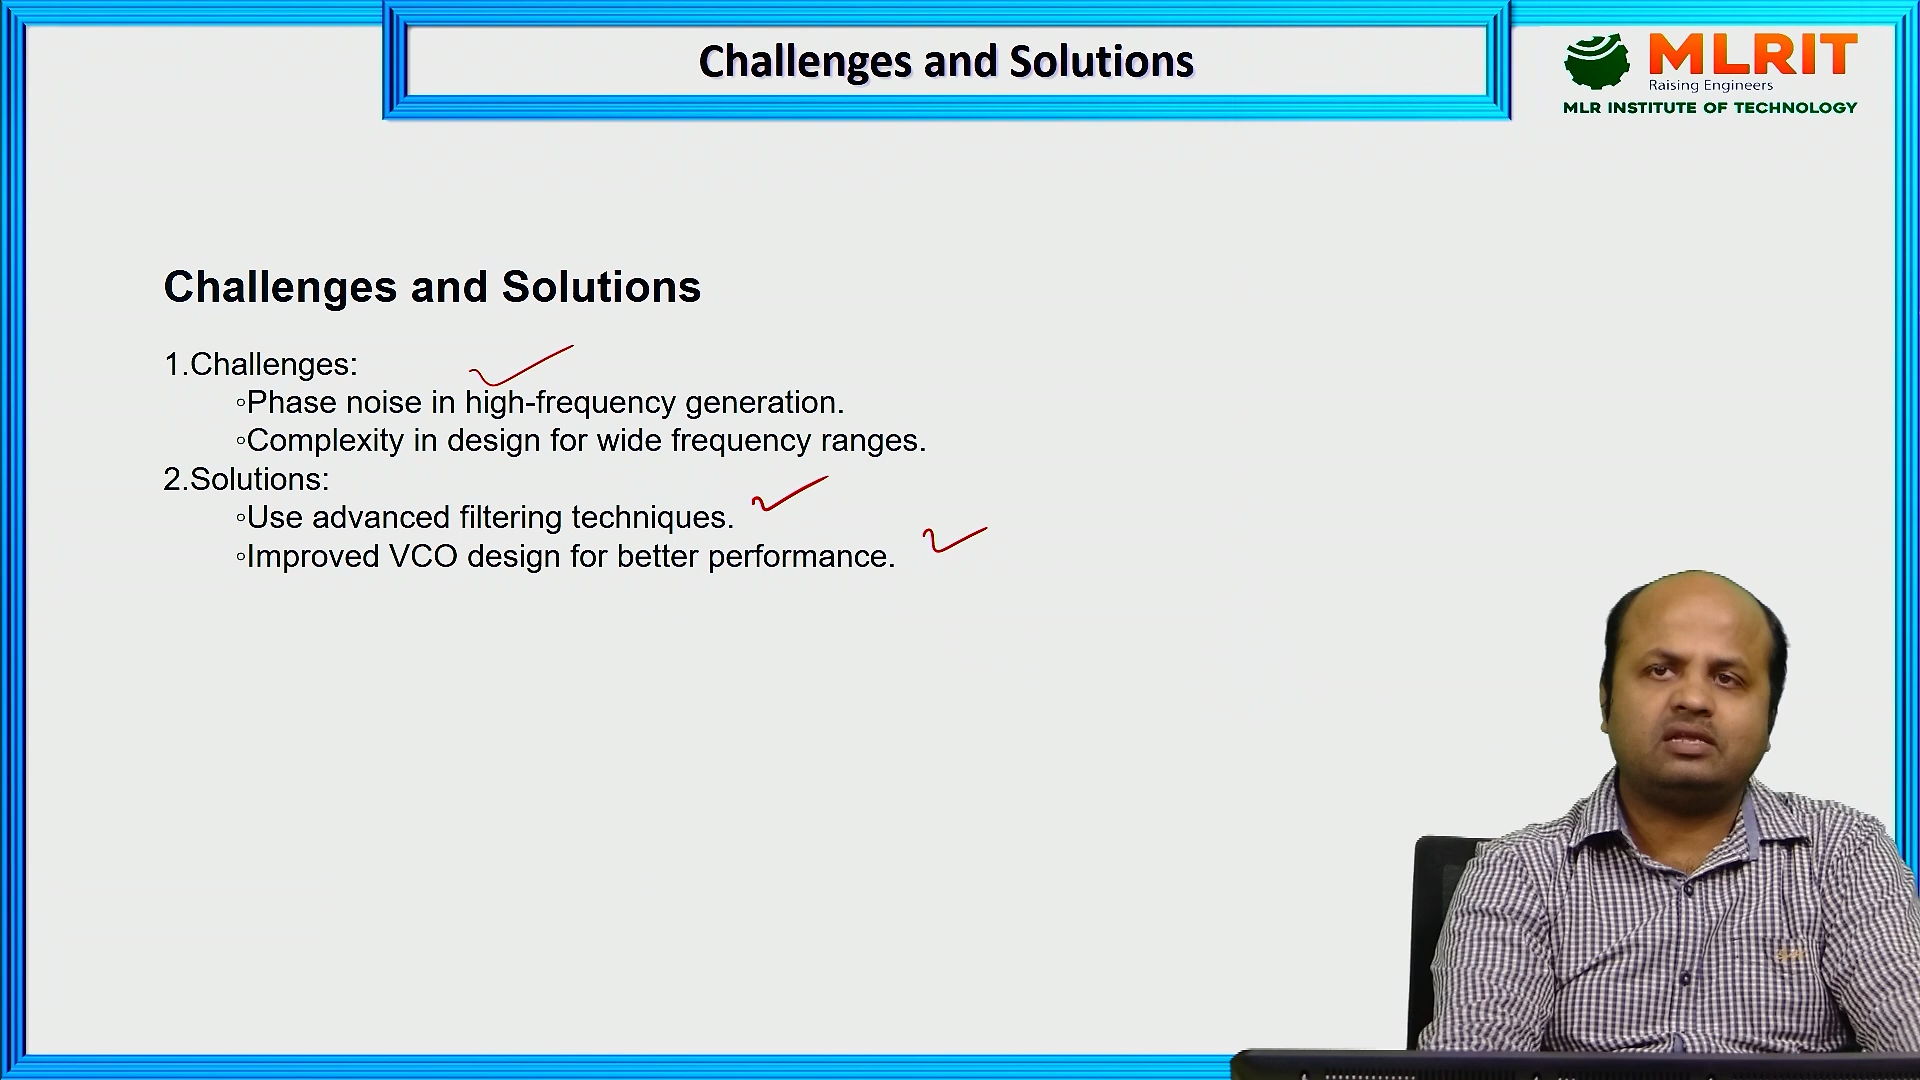 Challenges and Solutions
MLRIT
Raising Engineers
MLR INSTITUTE OF TECHNOLOGY
Challenges and Solutions
1.Challenges:
◦Phase noise in high-frequency generation.
◦Complexity in design for wide frequency ranges.
2.Solutions:
◦Use advanced filtering techniques.
◦Improved VCO design for better performance.